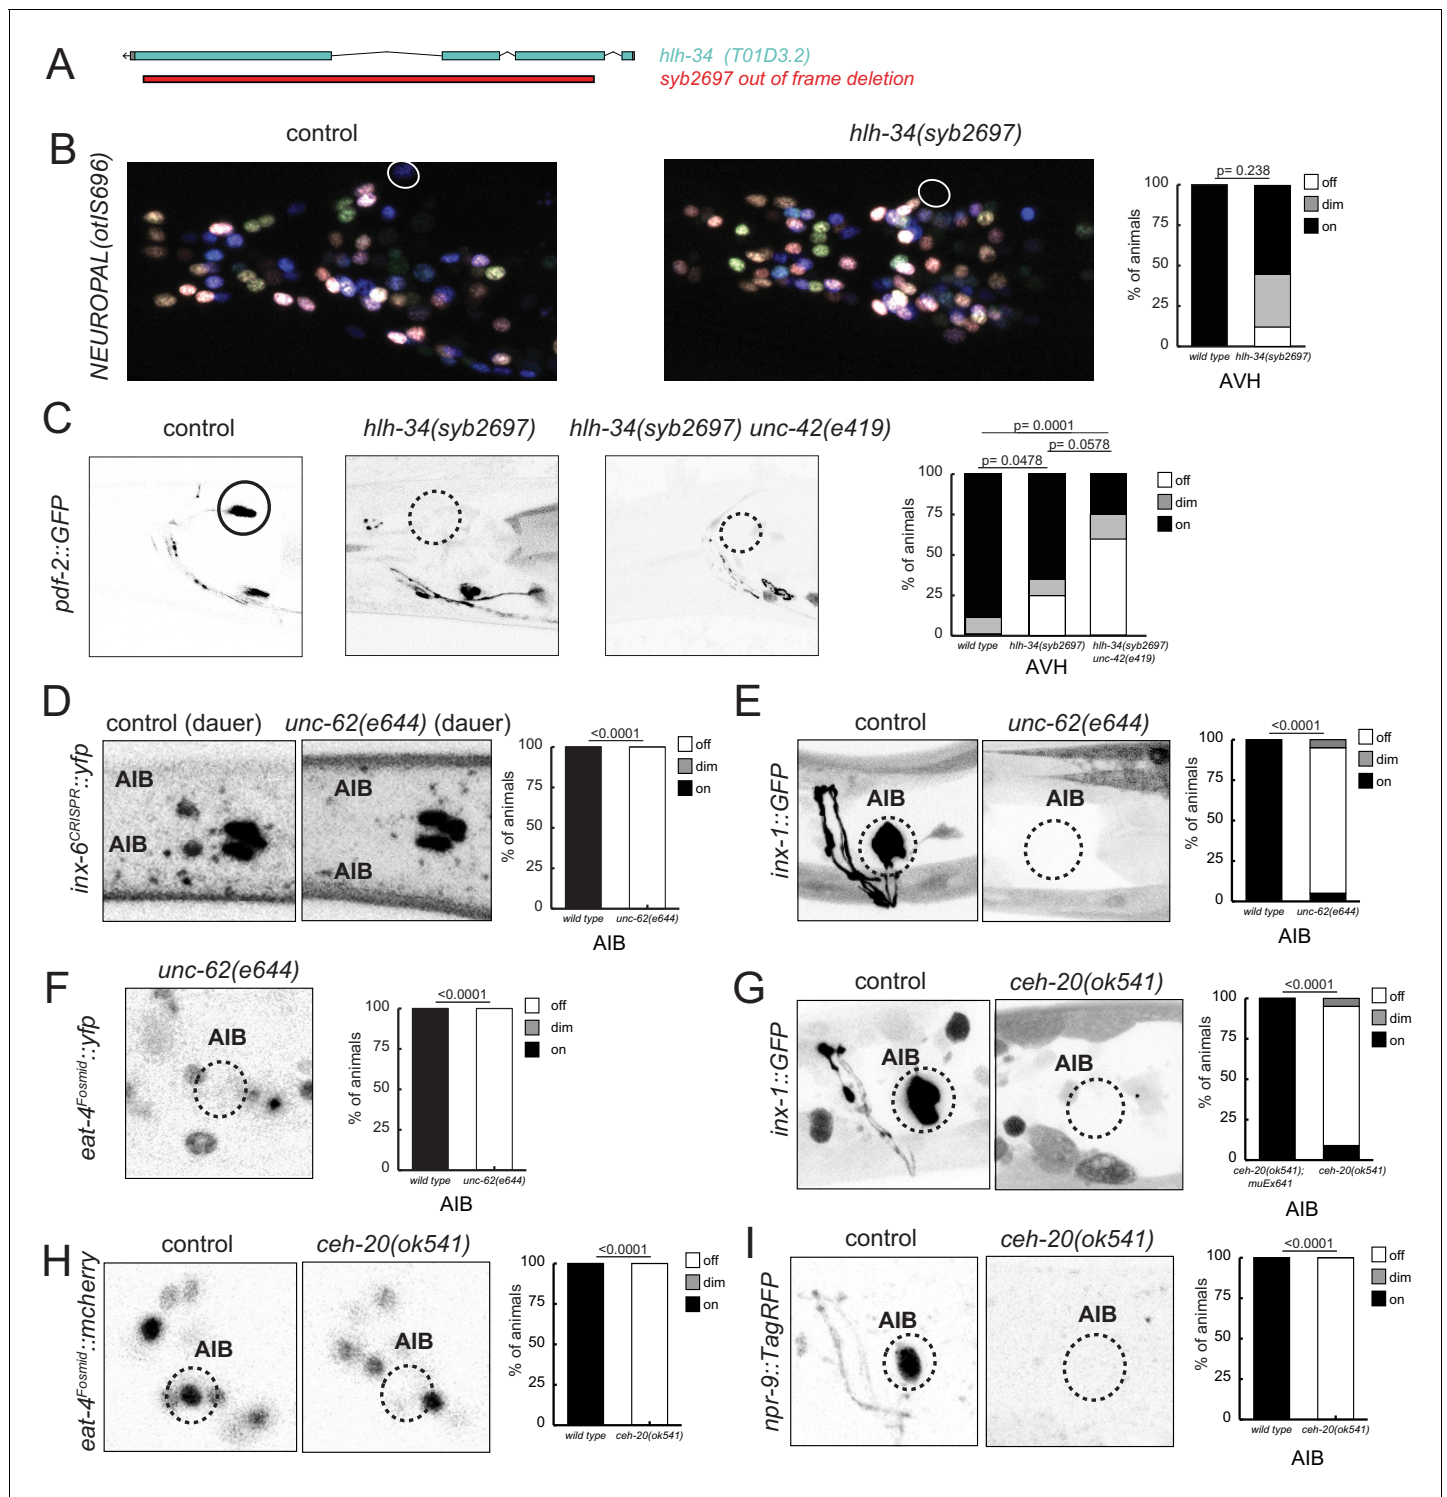 A
hlh-34 (T01D3.2)
syb2697 out of frame deletion
B
NEUROPAL(otIS696)
control
hlh-34(syb2697)
p= 0.238
100
75
50
25
0
% of animals
off
dim
on
wild type
hlh-34(syb2697)
AVH
C
pdf-2::GFP
control
hlh-34(syb2697)
hlh-34(syb2697) unc-42(e419)
p= 0.0001
p= 0.0578
p= 0.0478
100
75
50
25
0
% of animals
off
dim
on
wild type
hlh-34(syb2697)
hlh-34(syb2697)
unc-42(e419)
AVH
D
inx-6CRISPR::yfp
control (dauer)
unc-62(e644) (dauer)
AIB
AIB
AIB
AIB
<0.0001
100
75
50
25
0
% of animals
off
dim
on
wild type
unc-62(e644)
AIB
E
inx-1::GFP
control
unc-62(e644)
AIB
AIB
<0.0001
100
75
50
25
0
% of animals
off
dim
on
wild type
unc-62(e644)
AIB
F
eat-4Fosmid::yfp
unc-62(e644)
AIB
<0.0001
100
75
50
25
0
% of animals
off
dim
on
wild type
unc-62(e644)
AIB
G
inx-1::GFP
control
ceh-20(ok541)
AIB
AIB
<0.0001
100
75
50
25
0
% of animals
off
dim
on
ceh-20(ok541);
muEx641
ceh-20(ok541)
AIB
H
eat-4Fosmid::mcherry
control
ceh-20(ok541)
AIB
AIB
<0.0001
100
75
50
25
0
% of animals
off
dim
on
wild type
ceh-20(ok541)
I
npr-9::TagRFP
control
ceh-20(ok541)
AIB
AIB
<0.0001
100
75
50
25
0
% of animals
off
dim
on
wild type
ceh-20(ok541)
AIB